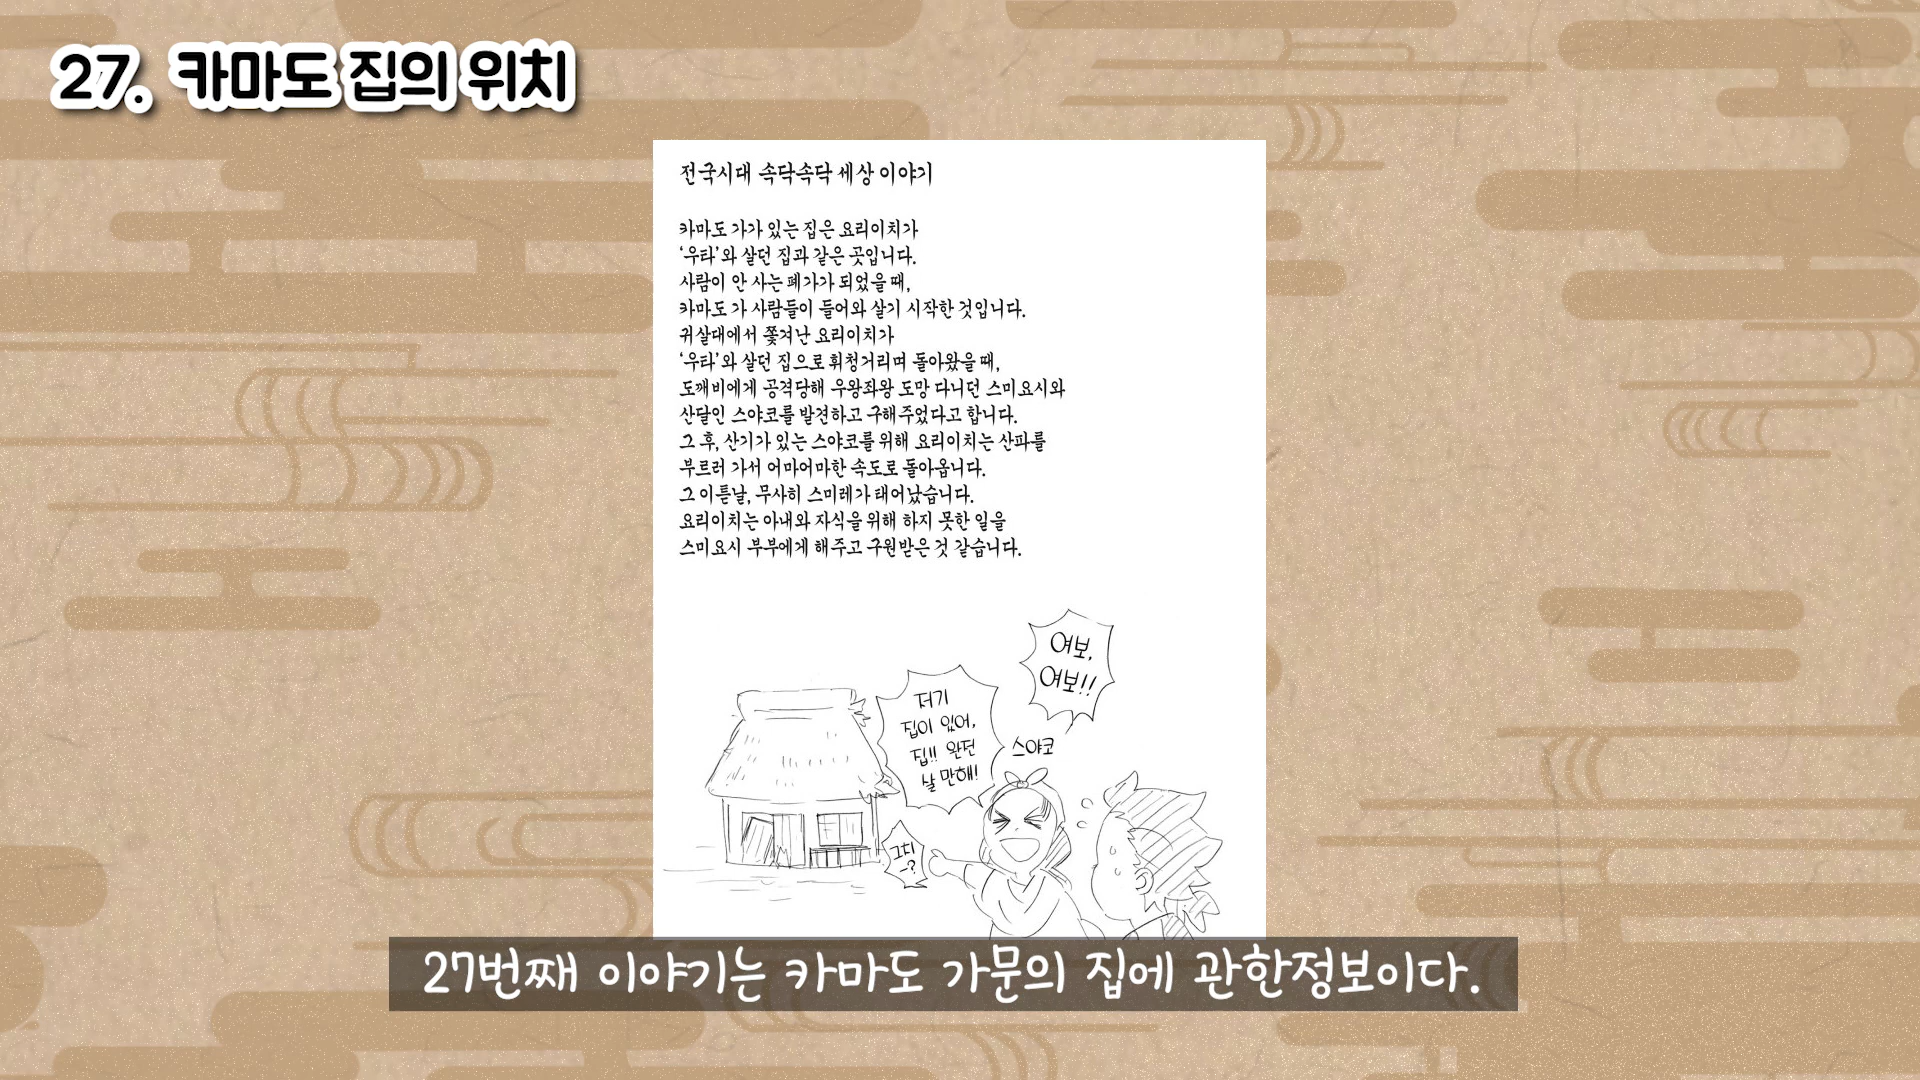 27. 카마도 집의 위치
전국시대 속닥속닥 세상 이야기
카마도 가가 있는 집은 요리이치가
‘우타’와 살던 집과 같은 곳입니다.
사람이 안 사는 폐가가 되었을 때,
카마도 가 사람들이 들어와 살기 시작한 것입니다.
귀살대에서 쫓겨난 요리이치가
‘우타’와 살던 집으로 휘청거리며 돌아왔을 때,
도깨비에게 공격당해 우왕좌왕 도망 다니던 스미요시와
산달인 스야코를 발견하고 구해주었다고 합니다.
그 후, 산기가 있는 스야코를 위해 요리이치는 산파를
부르러 가서 어마어마한 속도로 돌아옵니다.
그 이튿날, 무사히 스미레가 태어났습니다.
요리이치는 아내와 자식을 위해 하지 못한 일을
스미요시 부부에게 해주고 구원받은 것 같습니다.
여보,
여보!!
저기
집이 있어,
집!! 완전
살 만해!
스야코
그치
-?
27번째 이야기는 카마도 가문의 집에 관한정보이다.